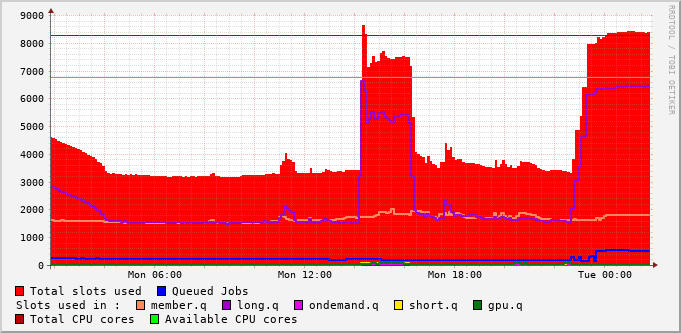 9000
8000
7000
6000
5000
4000
3000
2000
1000
0
Mon 06:00 Mon 12:00 Mon 18:00 Tue 00:00
RRDTOOL / TOBI OETIKER
Total slots used Queued Jobs
Slots used in : member.q long.q ondemand.q short.q gpu.q
Total CPU cores Available CPU cores